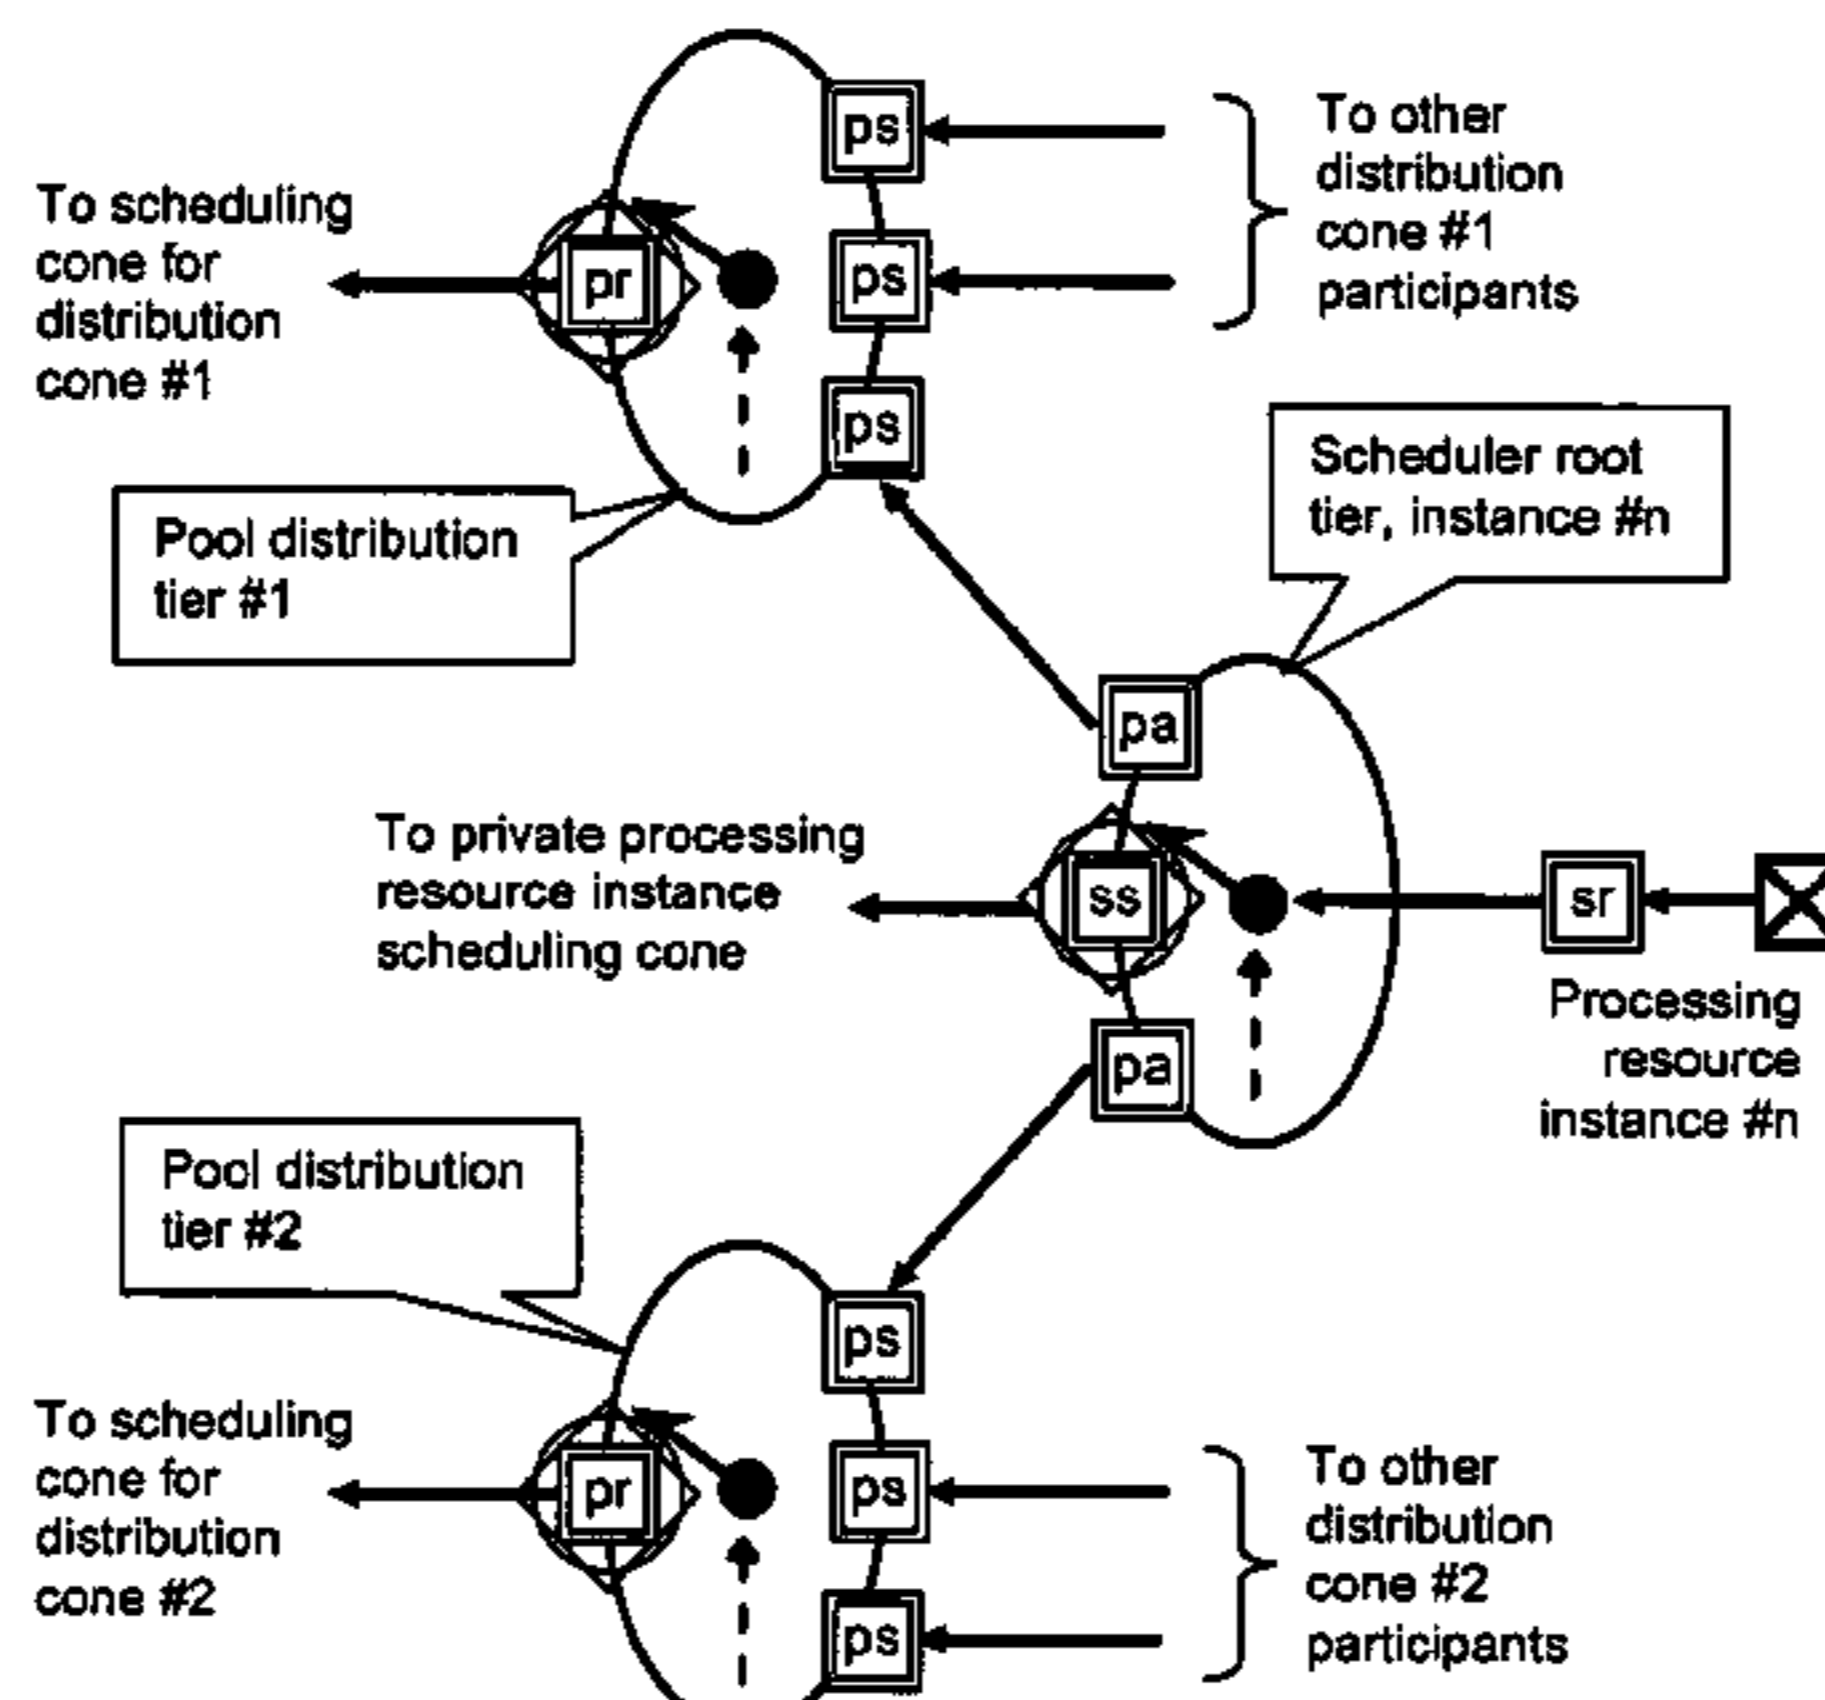 ps
To other
distribution
cone #1
participants
To scheduling
cone for
distribution
cone #1
pr
ps
ps
Scheduler root
tier, instance #n
Pool distribution
tier #1
pa
To private processing
resource instance
scheduling cone
ss
sr
Processing
resource
instance #n
pa
Pool distribution
tier #2
ps
To scheduling
cone for
distribution
cone #2
pr
ps
To other
distribution
cone #2
participants
ps